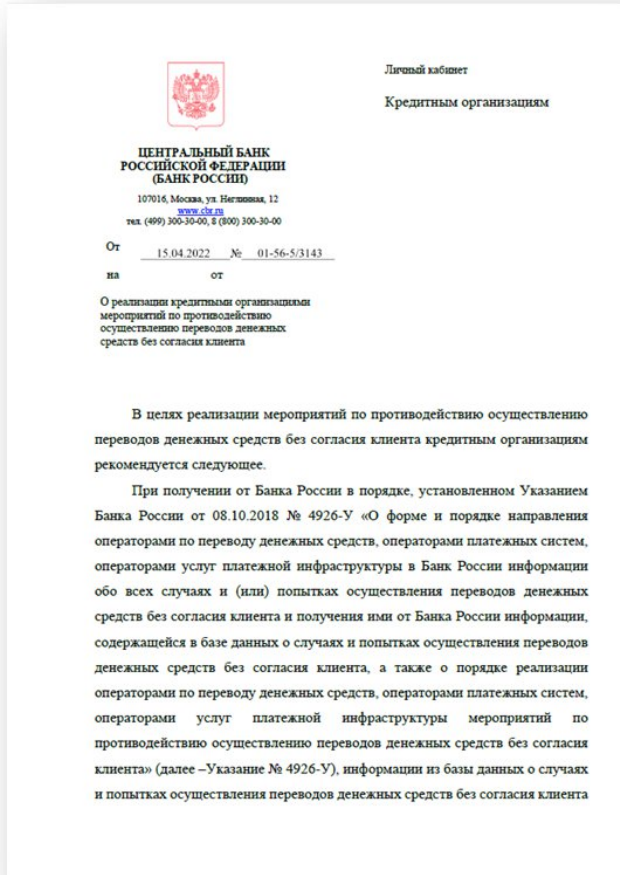 Личный кабинет
Кредитным организациям
ЦЕНТРАЛЬНЫЙ БАНК
РОССИЙСКОЙ ФЕДЕРАЦИИ
(БАНК РОССИИ)
107016, Москва, ул. Неглинная, 12
www.cbr.ru
тел. (499) 300-30-00, 8 (800) 300-30-00
От 15.04.2022 № 01-56-5/3143
на от
О реализации кредитными организациями
мероприятий по противодействию
осуществлению переводов денежных
средств без согласия клиента
В целях реализации мероприятий по противодействию осуществлению
переводов денежных средств без согласия клиента кредитным организациям
рекомендуется следующее.
При получении от Банка России в порядке, установленном Указанием
Банка России от 08.10.2018 № 4926-У «О форме и порядке направления
операторами по переводу денежных средств, операторами платежных систем,
операторами услуг платежной инфраструктуры в Банк России информации
обо всех случаях и (или) попытках осуществления переводов денежных
средств без согласия клиента и получения ими от Банка России информации,
содержащейся в базе данных о случаях и попытках осуществления переводов
денежных средств без согласия клиента, а также о порядке реализации
операторами по переводу денежных средств, операторами платежных систем,
операторами услуг платежной инфраструктуры мероприятий по
противодействию осуществлению переводов денежных средств без согласия
клиента» (далее –Указание № 4926-У), информации из базы данных о случаях
и попытках осуществления переводов денежных средств без согласия клиента